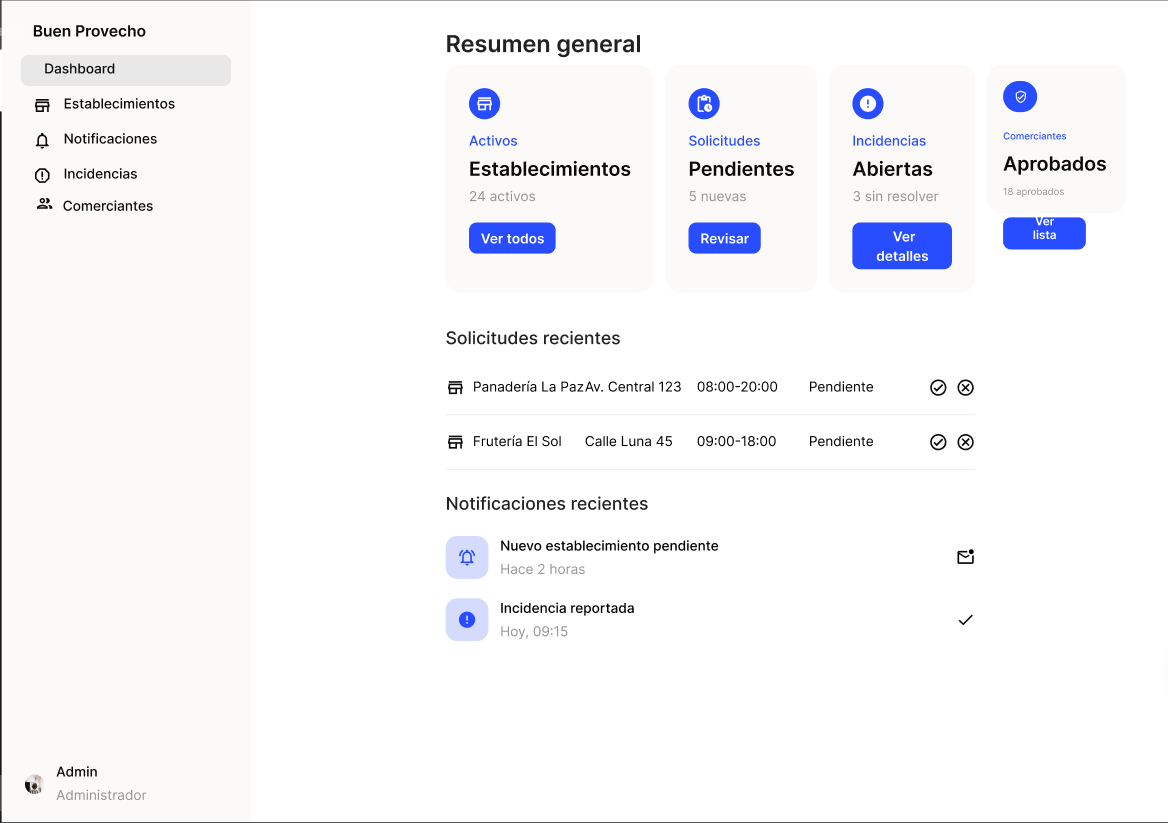 Buen Provecho
Dashboard
Establecimientos
Notificaciones
Incidencias
Comerciantes
Admin
Administrador
Resumen general
Activos
Establecimientos
24 activos
Ver todos
Solicitudes
Pendientes
5 nuevas
Revisar
Incidencias
Abiertas
3 sin resolver
Ver
detalles
Comerciantes
Aprobados
18 aprobados
Ver
lista
Solicitudes recientes
Panadería La Paz Av. Central 123 08:00-20:00 Pendiente
Frutería El Sol Calle Luna 45 09:00-18:00 Pendiente
Notificaciones recientes
Nuevo establecimiento pendiente
Hace 2 horas
Incidencia reportada
Hoy, 09:15